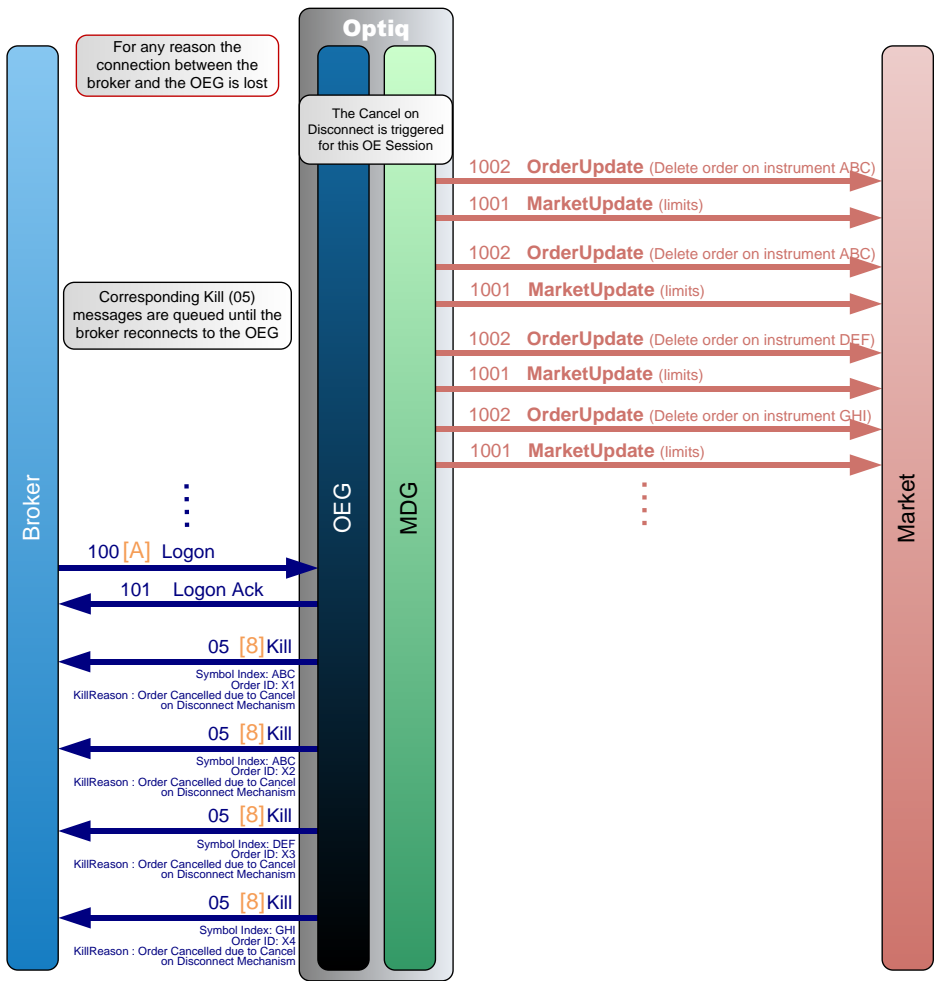 Optiq
For any reason the
connection between the
broker and the OEG is lost
The Cancel on
Disconnect is triggered
for this OE Session
1002 OrderUpdate (Delete order on instrument ABC)
1001 MarketUpdate (limits)
1002 OrderUpdate (Delete order on instrument ABC)
Corresponding Kill (05)
messages are queued until the
broker reconnects to the OEG
1001 MarketUpdate (limits)
1002 OrderUpdate (Delete order on instrument DEF)
1001 MarketUpdate (limits)
1002 OrderUpdate (Delete order on instrument GHI)
1001 MarketUpdate (limits)
Broker
OEG
MDG
Market
100 [A] Logon
101 Logon Ack
05 [8] Kill
Symbol Index: ABC
Order ID: X1
KillReason : Order Cancelled due to Cancel
on Disconnect Mechanism
05 [8] Kill
Symbol Index: ABC
Order ID: X2
KillReason : Order Cancelled due to Cancel
on Disconnect Mechanism
05 [8] Kill
Symbol Index: DEF
Order ID: X3
KillReason : Order Cancelled due to Cancel
on Disconnect Mechanism
05 [8] Kill
Symbol Index: GHI
Order ID: X4
KillReason : Order Cancelled due to Cancel
on Disconnect Mechanism